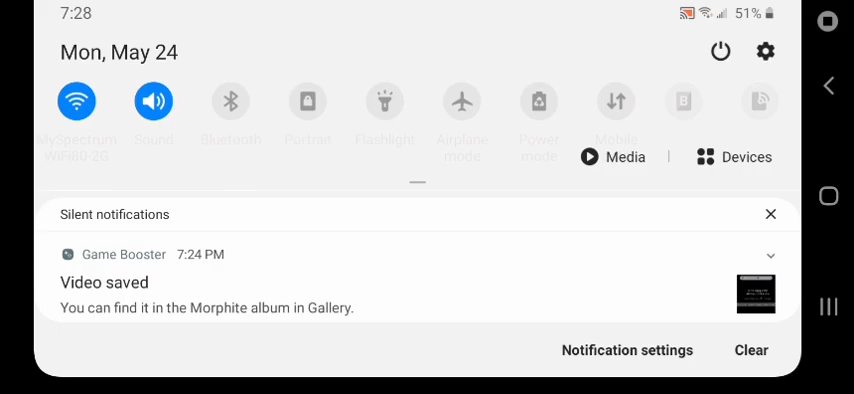 7:28 51%
Mon, May 24
MySpectrum Sound Bluetooth Portrait Flashlight Airplane Power Mobile
WiFi80-2G mode mode
Media | Devices
Silent notifications
Game Booster 7:24 PM
Video saved
You can find it in the Morphite album in Gallery.
Notification settings Clear